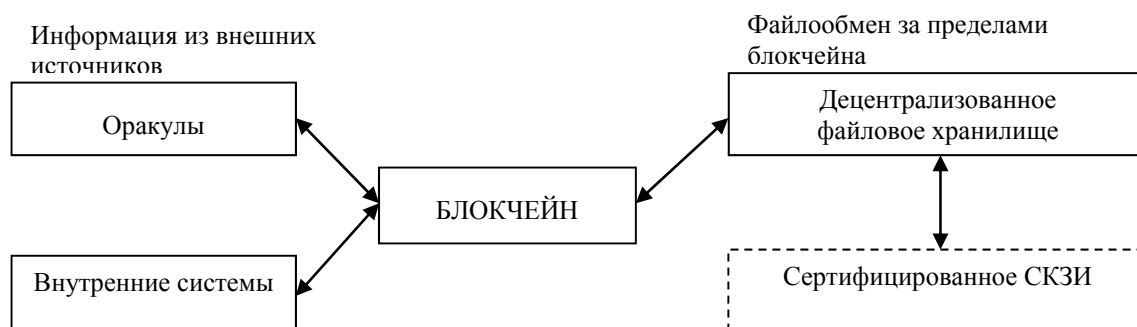 Информация из внешних
источников
Оракулы
Файлообмен за пределами
блокчейна
Децентрализованное
файловое хранилище
БЛОКЧЕЙН
Внутренние системы
Сертифицированное СКЗИ